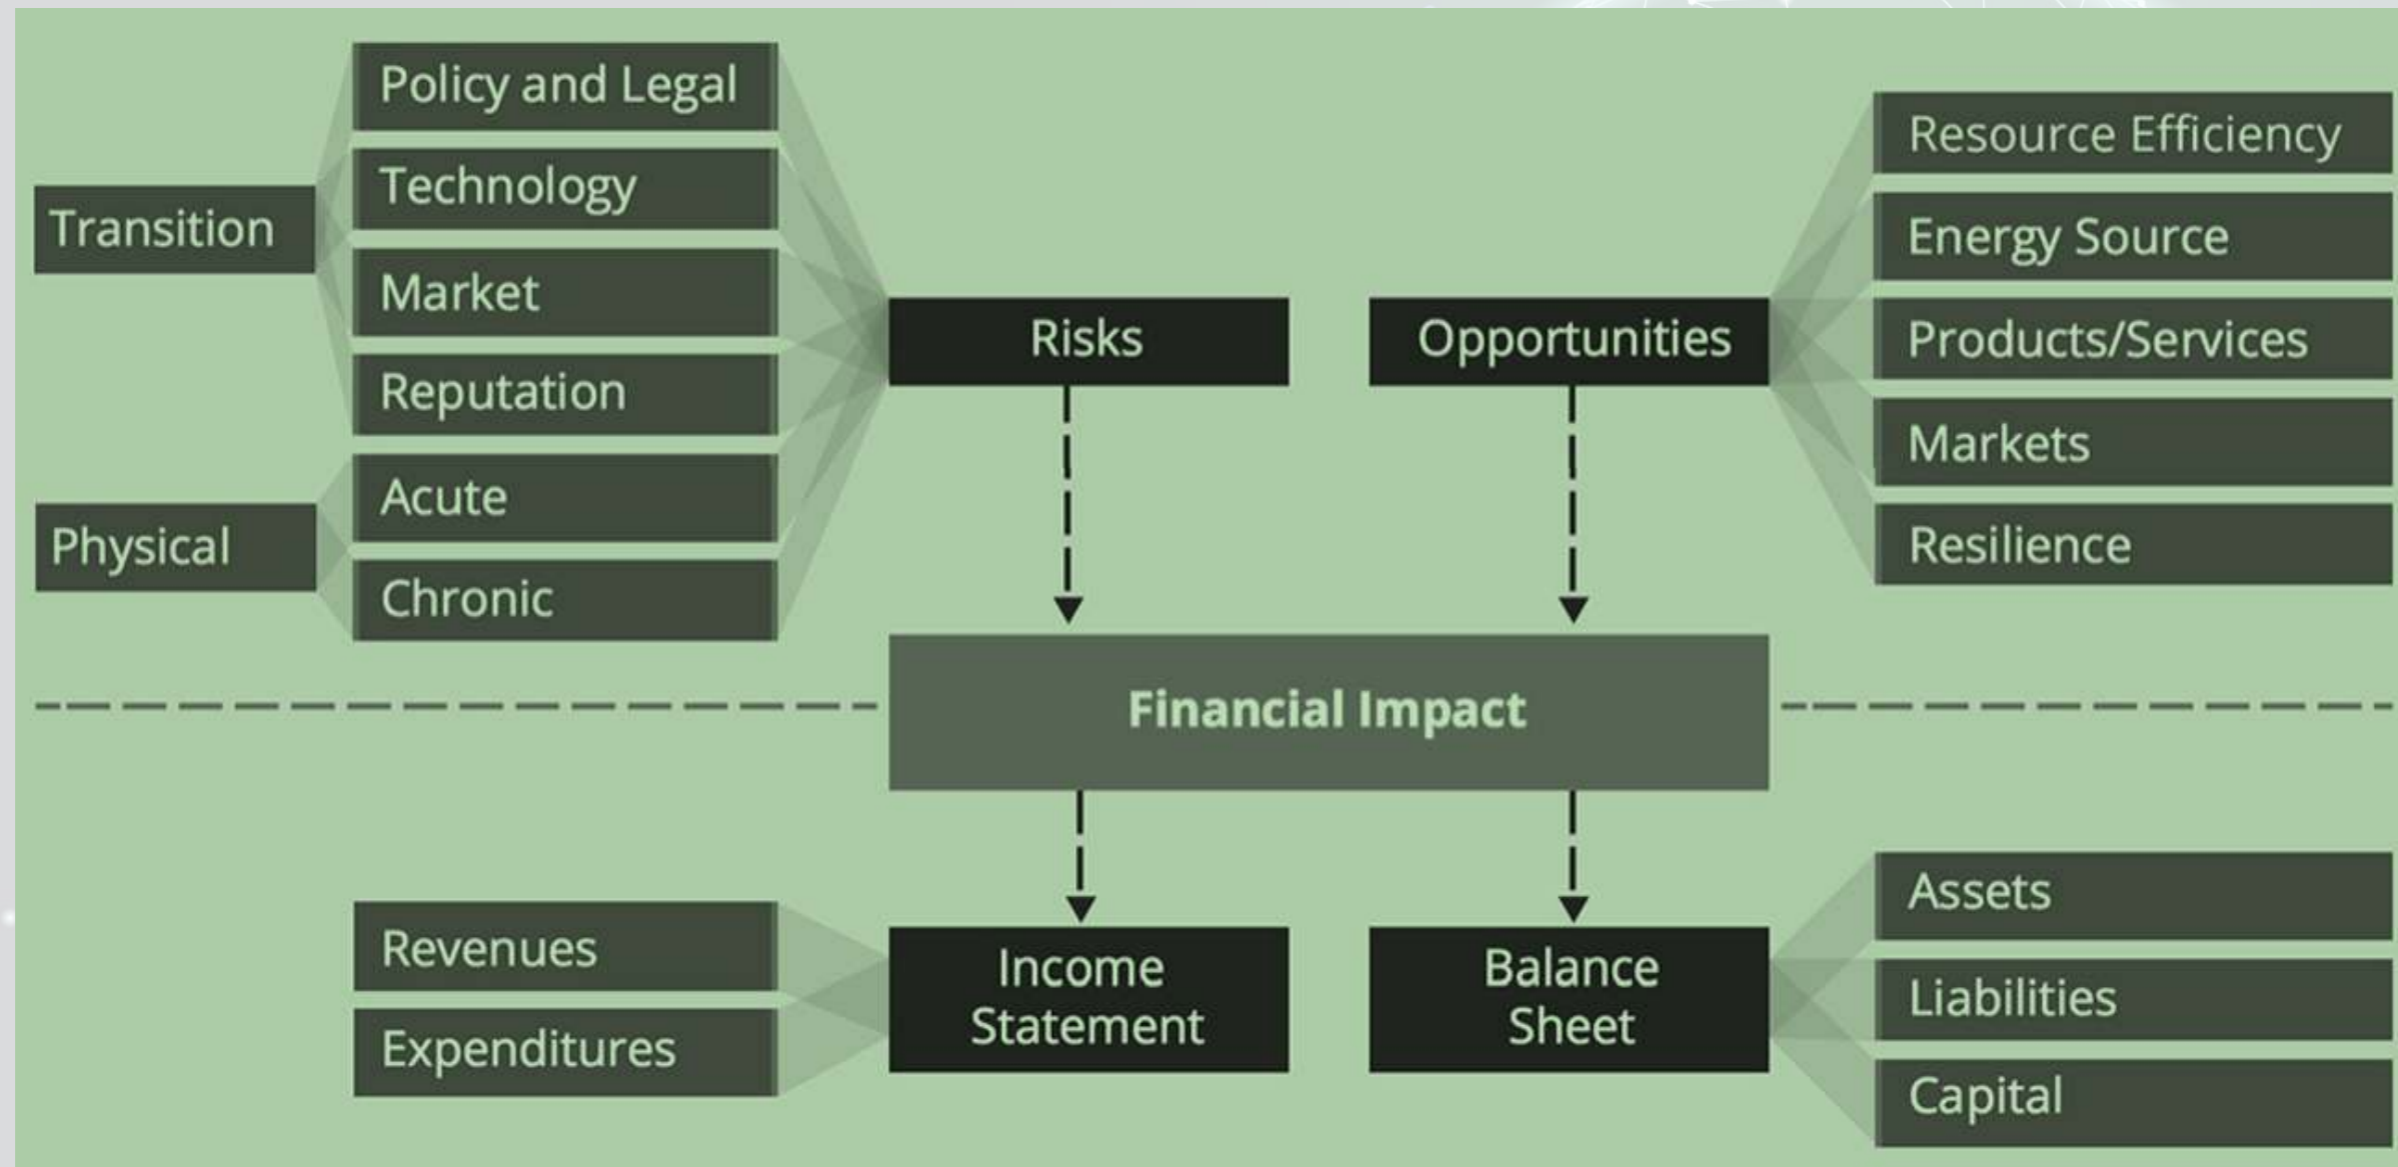 Transition
Policy and Legal
Technology
Market
Reputation
Physical
Acute
Chronic
Risks
Opportunities
Resource Efficiency
Energy Source
Products/Services
Markets
Resilience
Financial Impact
Revenues
Expenditures
Income
Statement
Balance
Sheet
Assets
Liabilities
Capital